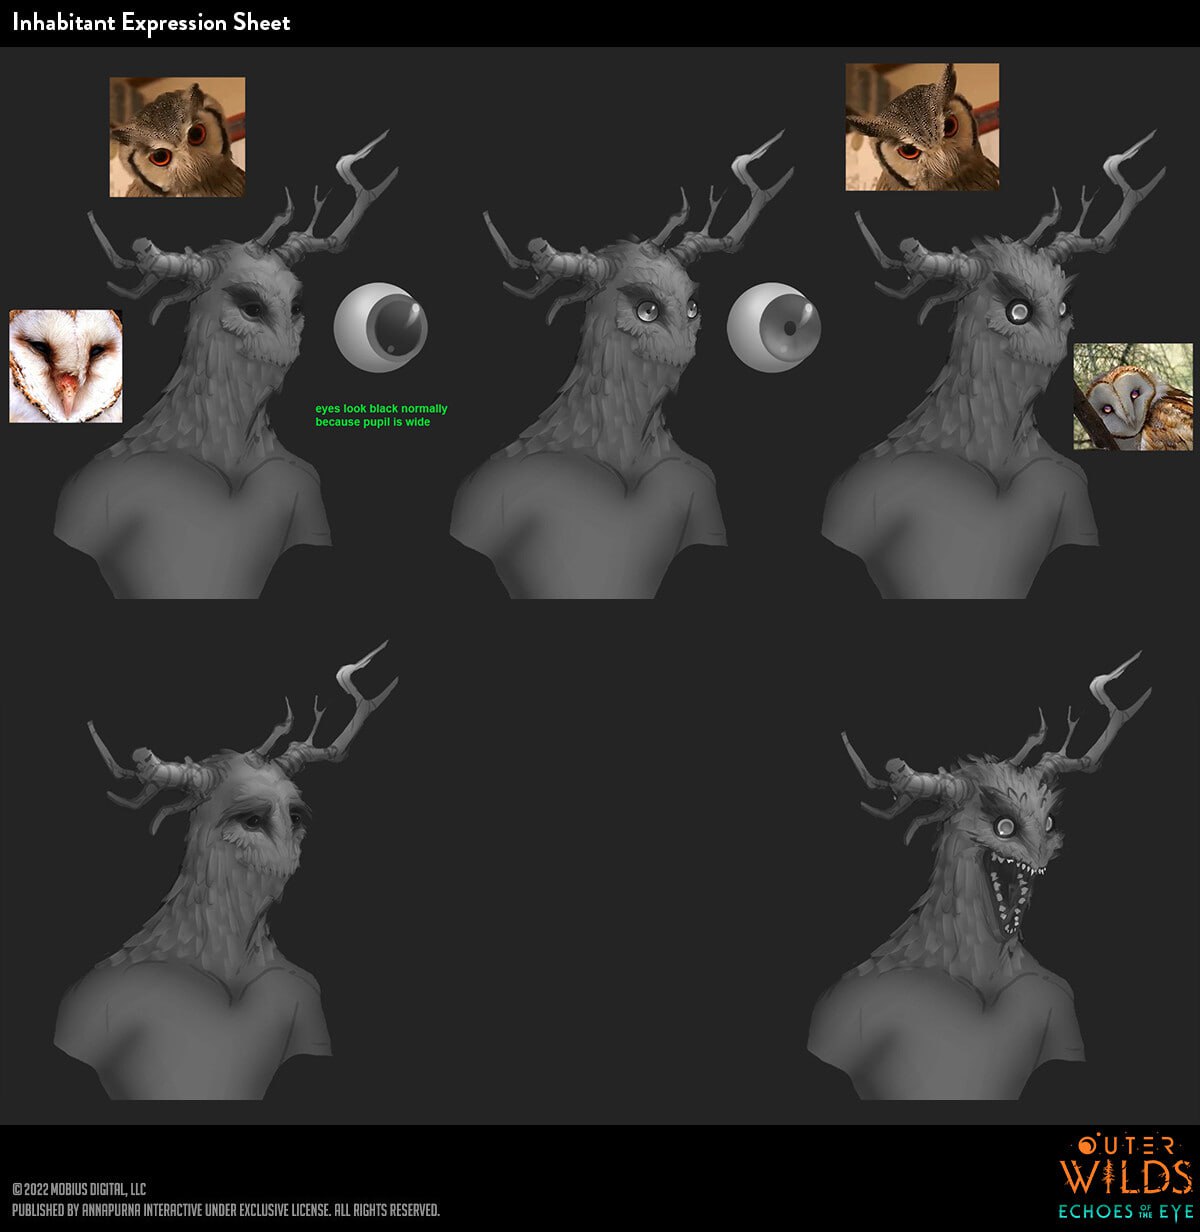 Inhabitant Expression Sheet
eyes look black normally
because pupil is wide
OUTER
WILDS
ECHOES OF THE EYE
© 2022 MOBIUS DIGITAL, LLC
PUBLISHED BY ANNAPURNA INTERACTIVE UNDER EXCLUSIVE LICENSE. ALL RIGHTS RESERVED.